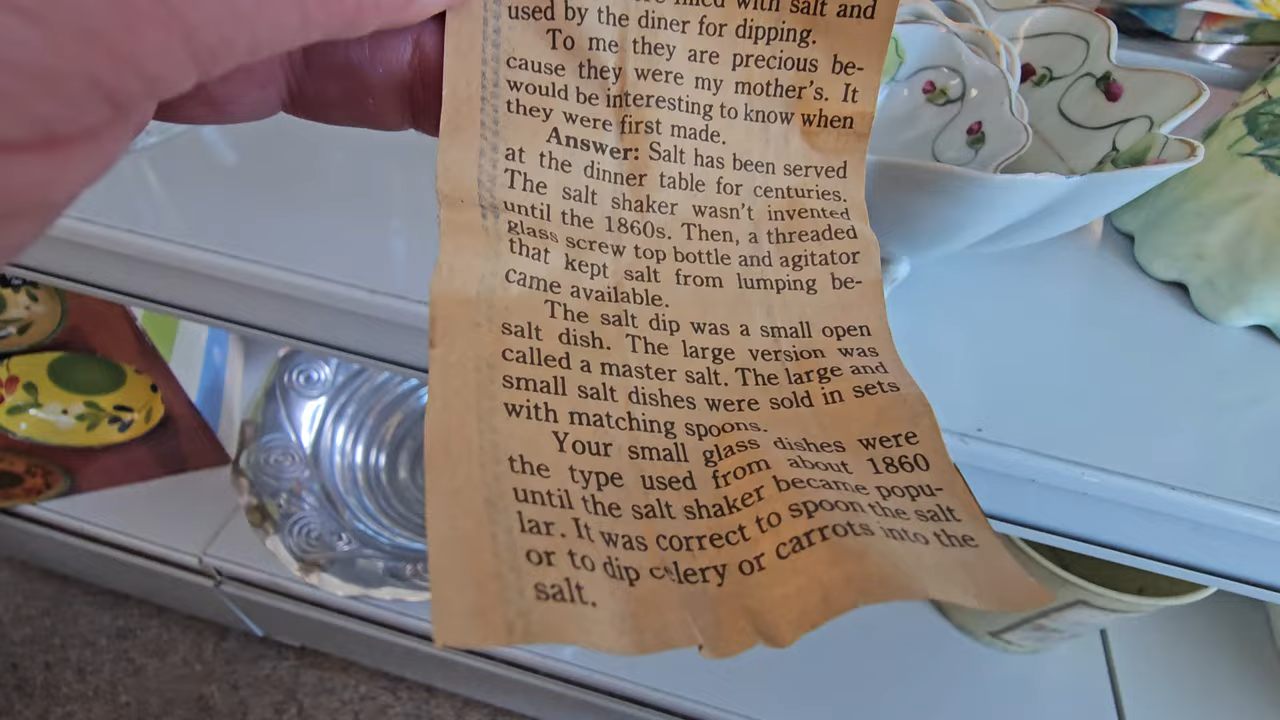 with salt and
used by the diner for dipping.
To me they are precious be-
cause they were my mother's. It
would be interesting to know when
they were first made.
Answer: Salt has been served
at the dinner table for centuries.
The salt shaker wasn't invented
until the 1860s. Then, a threaded
glass screw top bottle and agitator
that kept salt from lumping be-
came available.
The salt dip was a small open
salt dish. The large version was
called a master salt. The large and
small salt dishes were sold in sets
with matching spoons.
Your small glass dishes were
the type used from about 1860
until the salt shaker became popu-
lar. It was correct to spoon the salt
or to dip celery or carrots into the
salt.